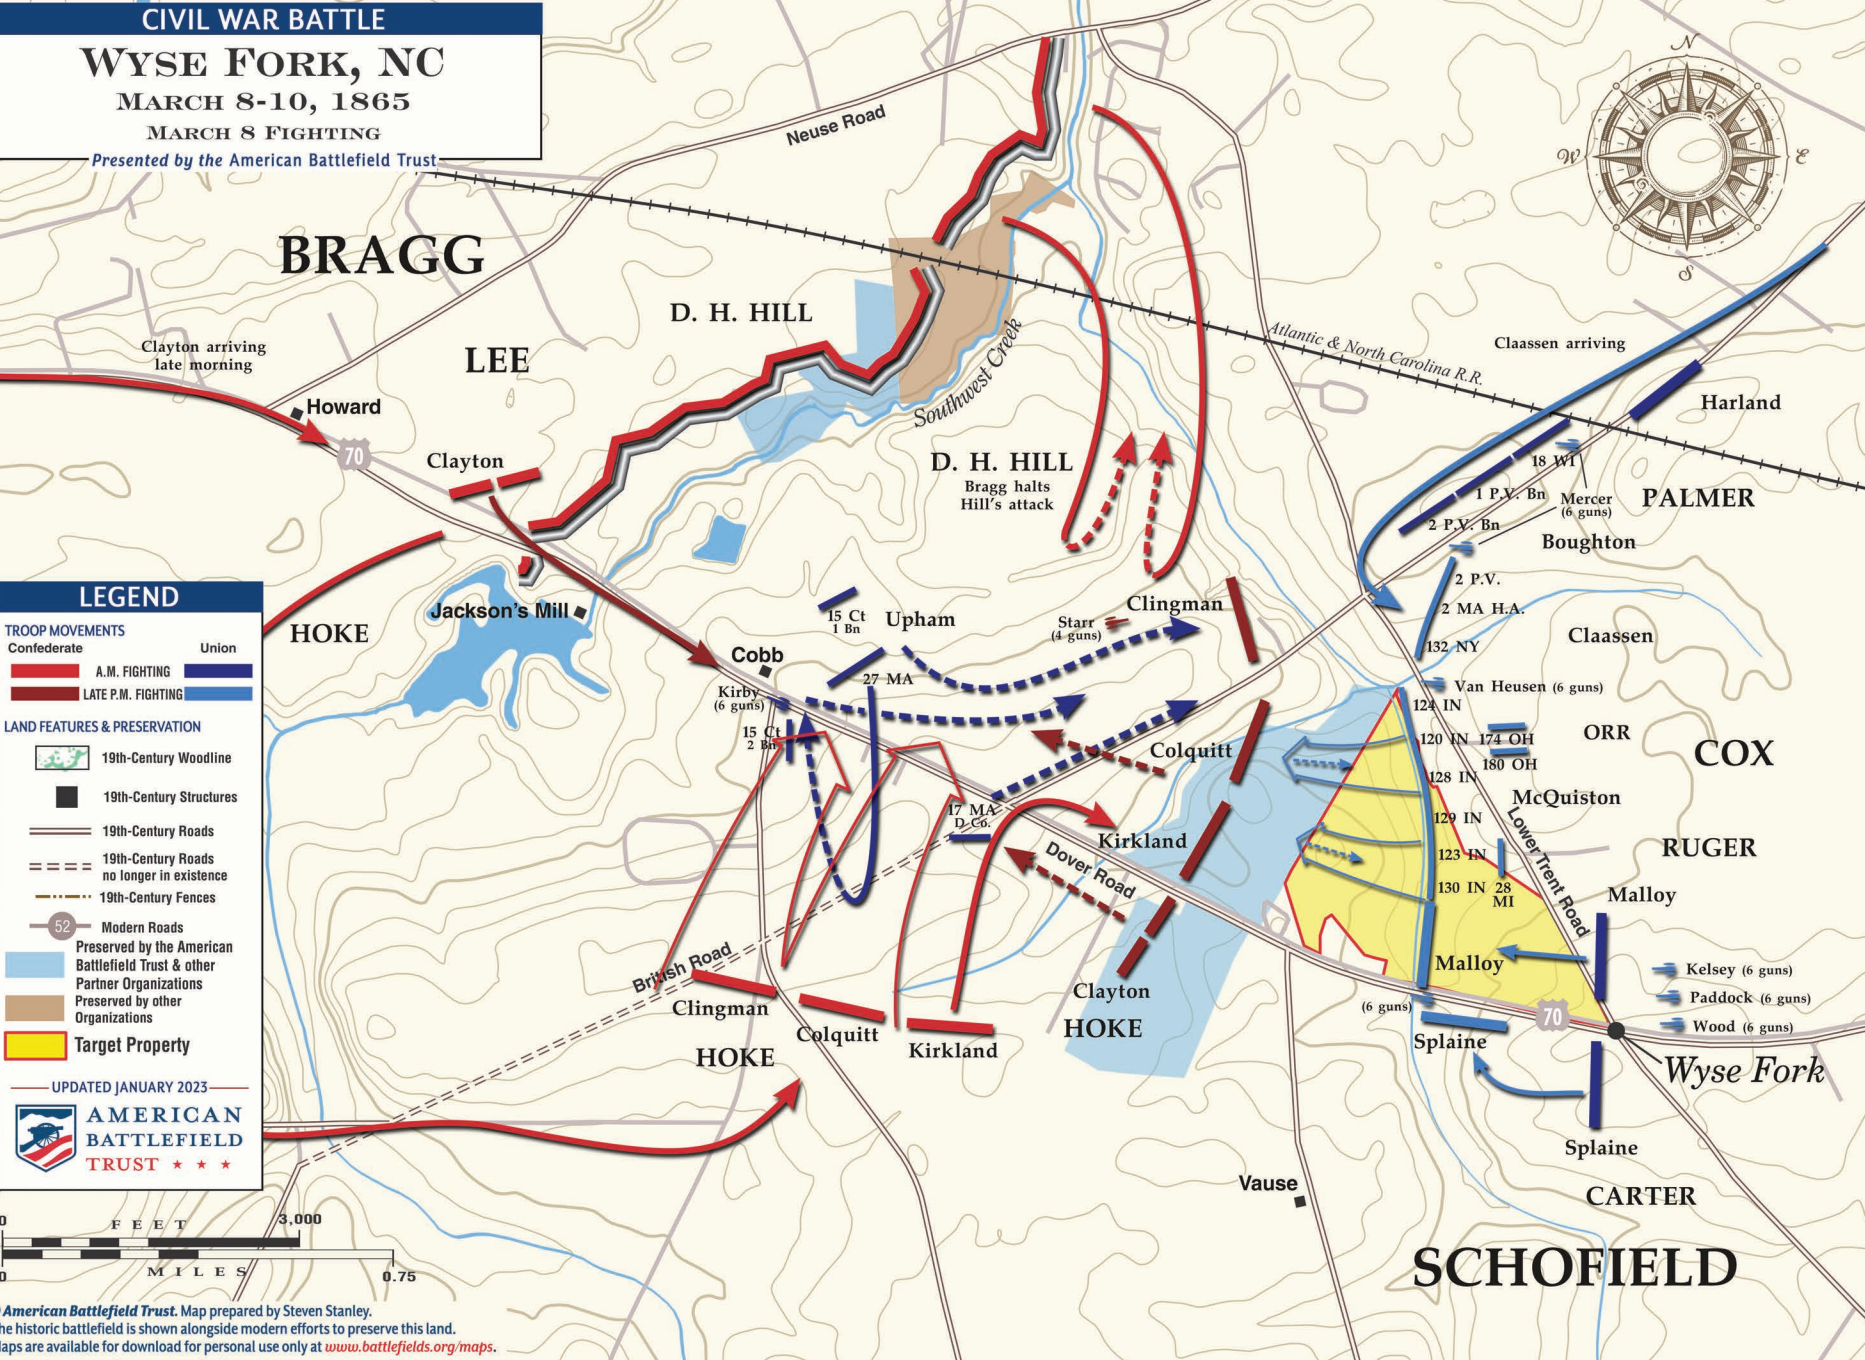 CIVIL WAR BATTLE
WYSE FORK, NC
MARCH 8-10, 1865
MARCH 8 FIGHTING
Presented by the American Battlefield Trust
N
W
E
S
Neuse Road
BRAGG
D. H. HILL
LEE
Clayton arriving
late morning
Howard
70
Clayton
Southwest Creek
Atlantic & North Carolina R.R.
Claassen arriving
Harland
18 WI
1 P.V. Bn
Mercer
(6 guns)
PALMER
2 P.V. Bn
Boughton
D. H. HILL
Bragg halts
Hill's attack
2 P.V.
2 MA H.A.
132 NY
Claassen
Van Heusen (6 guns)
Jackson's Mill
HOKE
15 Ct
1 Bn
Upham
Starr
(4 guns)
Clingman
Cobb
27 MA
Kirby
(6 guns)
15 Ct
2 Bn
Colquitt
124 IN
120 IN
174 OH
180 OH
ORR
COX
128 IN
McQuiston
129 IN
17 MA
D Co.
Kirkland
Dover Road
123 IN
130 IN
28
MI
Lower Trent Road
RUGER
Malloy
Malloy
British Road
Clingman
Colquitt
Kirkland
HOKE
Clayton
HOKE
(6 guns)
Splaine
70
Kelsey (6 guns)
Paddock (6 guns)
Wood (6 guns)
Wyse Fork
Splaine
Vause
CARTER
SCHOFIELD
LEGEND
TROOP MOVEMENTS
Confederate
Union
A.M. FIGHTING
LATE P.M. FIGHTING
LAND FEATURES & PRESERVATION
19th-Century Woodline
19th-Century Structures
19th-Century Roads
19th-Century Roads
no longer in existence
19th-Century Fences
52
Modern Roads
Preserved by the American
Battlefield Trust & other
Partner Organizations
Preserved by other
Organizations
Target Property
UPDATED JANUARY 2023
AMERICAN
BATTLEFIELD
TRUST
0
FEET
3,000
0
MILES
0.75
American Battlefield Trust. Map prepared by Steven Stanley.
he historic battlefield is shown alongside modern efforts to preserve this land.
aps are available for download for personal use only at www.battlefields.org/maps.